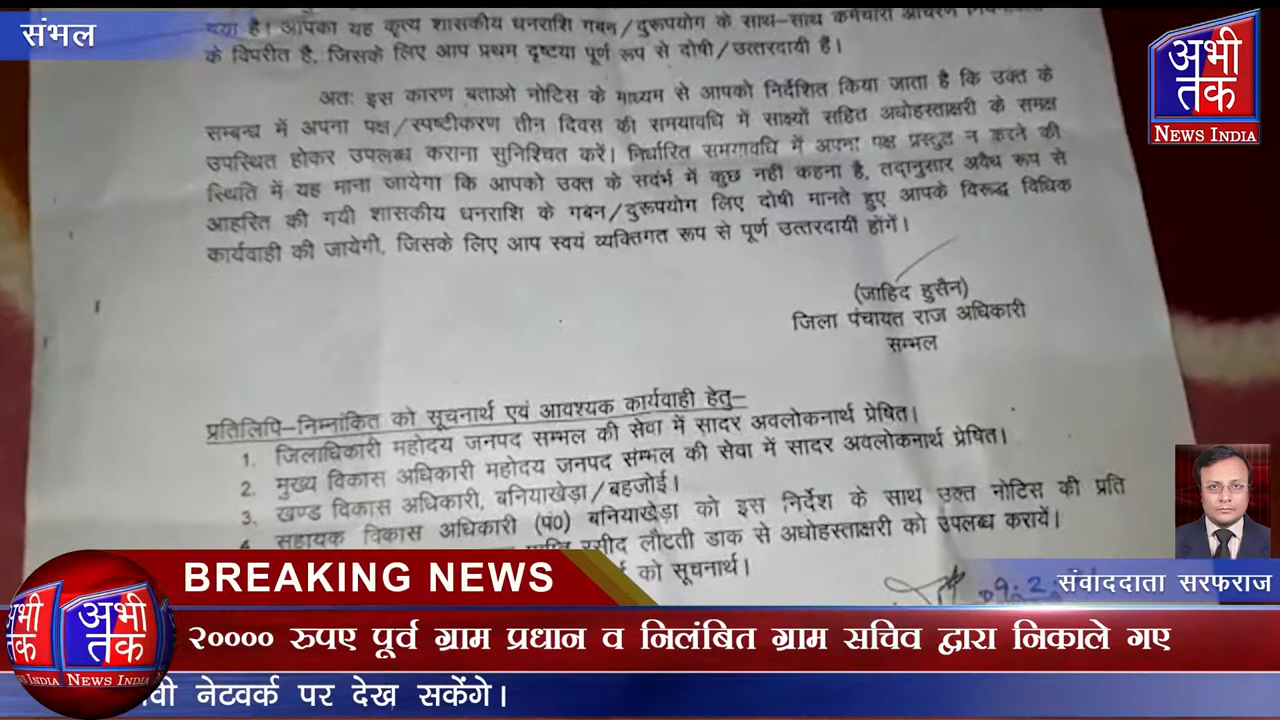 संभल
गया है। आपका यह कृत्य शासकीय धनराशि गबन/दुरूपयोग के साथ-साथ कर्मचारी आचरण
के विपरीत है, जिसके लिए आप प्रथम दृष्टया पूर्ण रूप से दोषी/उत्तरदायी हैं।
अतः इस कारण बताओ नोटिस के माध्यम से आपको निर्देशित किया जाता है कि उक्त के
सम्बन्ध में अपना पक्ष/स्पष्टीकरण तीन दिवस की समयावधि में साक्ष्यों सहित अधोहस्ताक्षरी के समक्ष
उपस्थित होकर उपलब्ध कराना सुनिश्चित करें। निर्धारित समयावधि में अपना पक्ष प्रस्तुत न करने की
स्थिति में यह माना जायेगा कि आपको उक्त के सदंर्भ में कुछ नहीं कहना है, तदानुसार अवैध रूप से
आहरित की गयी शासकीय धनराशि के गबन/दुरूपयोग लिए दोषी मानते हुए आपके विरूद्ध विधिक
कार्यवाही की जायेगी, जिसके लिए आप स्वयं व्यक्तिगत रूप से पूर्ण उत्तरदायीं होंगें।
(जाहिद हुसैन)
जिला पंचायत राज अधिकारी
सम्भल
प्रतिलिपि-निम्नांकित को सूचनार्थ एवं आवश्यक कार्यवाही हेतु-
1. जिलाधिकारी महोदय जनपद सम्भल की सेवा में सादर अवलोकनार्थ प्रेषित।
2. मुख्य विकास अधिकारी महोदय जनपद संम्भल की सेवा में सादर अवलोकनार्थ प्रेषित।
3. खण्ड विकास अधिकारी, बनियाखेड़ा/बहजोई।
4. सहायक विकास अधिकारी (पं0) बनियाखेड़ा को इस निर्देश के साथ उक्त नोटिस की प्रति
रसीद लौटती डाक से अधोहस्ताक्षरी को उपलब्ध करायें।
को सूचनार्थ।
अभी
तक
NEWS INDIA
संवाददाता सरफराज
BREAKING NEWS
अभी तक NEWS INDIA
२०००० रुपए पूर्व ग्राम प्रधान व निलंबित ग्राम सचिव द्वारा निकाले गए
नेटवर्क पर देख सकेंगे।